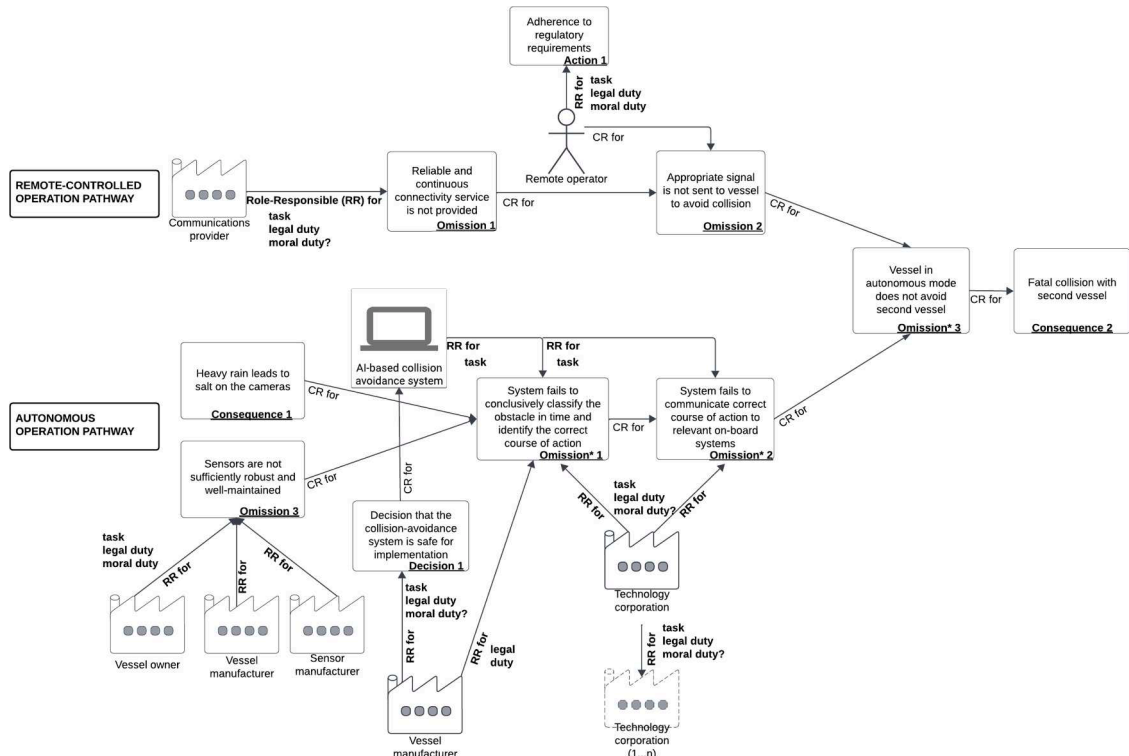 Adherence to
regulatory
requirements
Action 1
RR for
task
legal duty
moral duty
CR for
Remote operator
REMOTE-CONTROLLED
OPERATION PATHWAY
Communications
provider
Role-Responsible (RR) for
task
legal duty
moral duty?
Reliable and
continuous
connectivity service
is not provided
Omission 1
CR for
Appropriate signal
is not sent to vessel
to avoid collision
Omission 2
CR for
Vessel in
autonomous mode
does not avoid
second vessel
Omission* 3
CR for
Fatal collision with
second vessel
Consequence 2
AUTONOMOUS
OPERATION PATHWAY
Heavy rain leads to
salt on the cameras
Consequence 1
CR for
AI-based collision
avoidance system
RR for
task
RR for
task
System fails to
conclusively classify the
obstacle in time and
identify the correct
course of action
Omission* 1
CR for
System fails to
communicate correct
course of action to
relevant on-board
systems
Omission* 2
CR for
Sensors are not
sufficiently robust and
well-maintained
Omission 3
CR for
CR for
Decision that the
collision-avoidance
system is safe for
implementation
Decision 1
task
legal duty
moral duty
RR for
RR for
RR for
Vessel owner
Vessel
manufacturer
Sensor
manufacturer
task
legal duty
moral duty?
RR for
RR for
legal
duty
Vessel
manufacturer
task
legal duty
moral duty?
RR for
RR for
Technology
corporation
RR for
task
legal duty
moral duty?
Technology
corporation
(1...n)